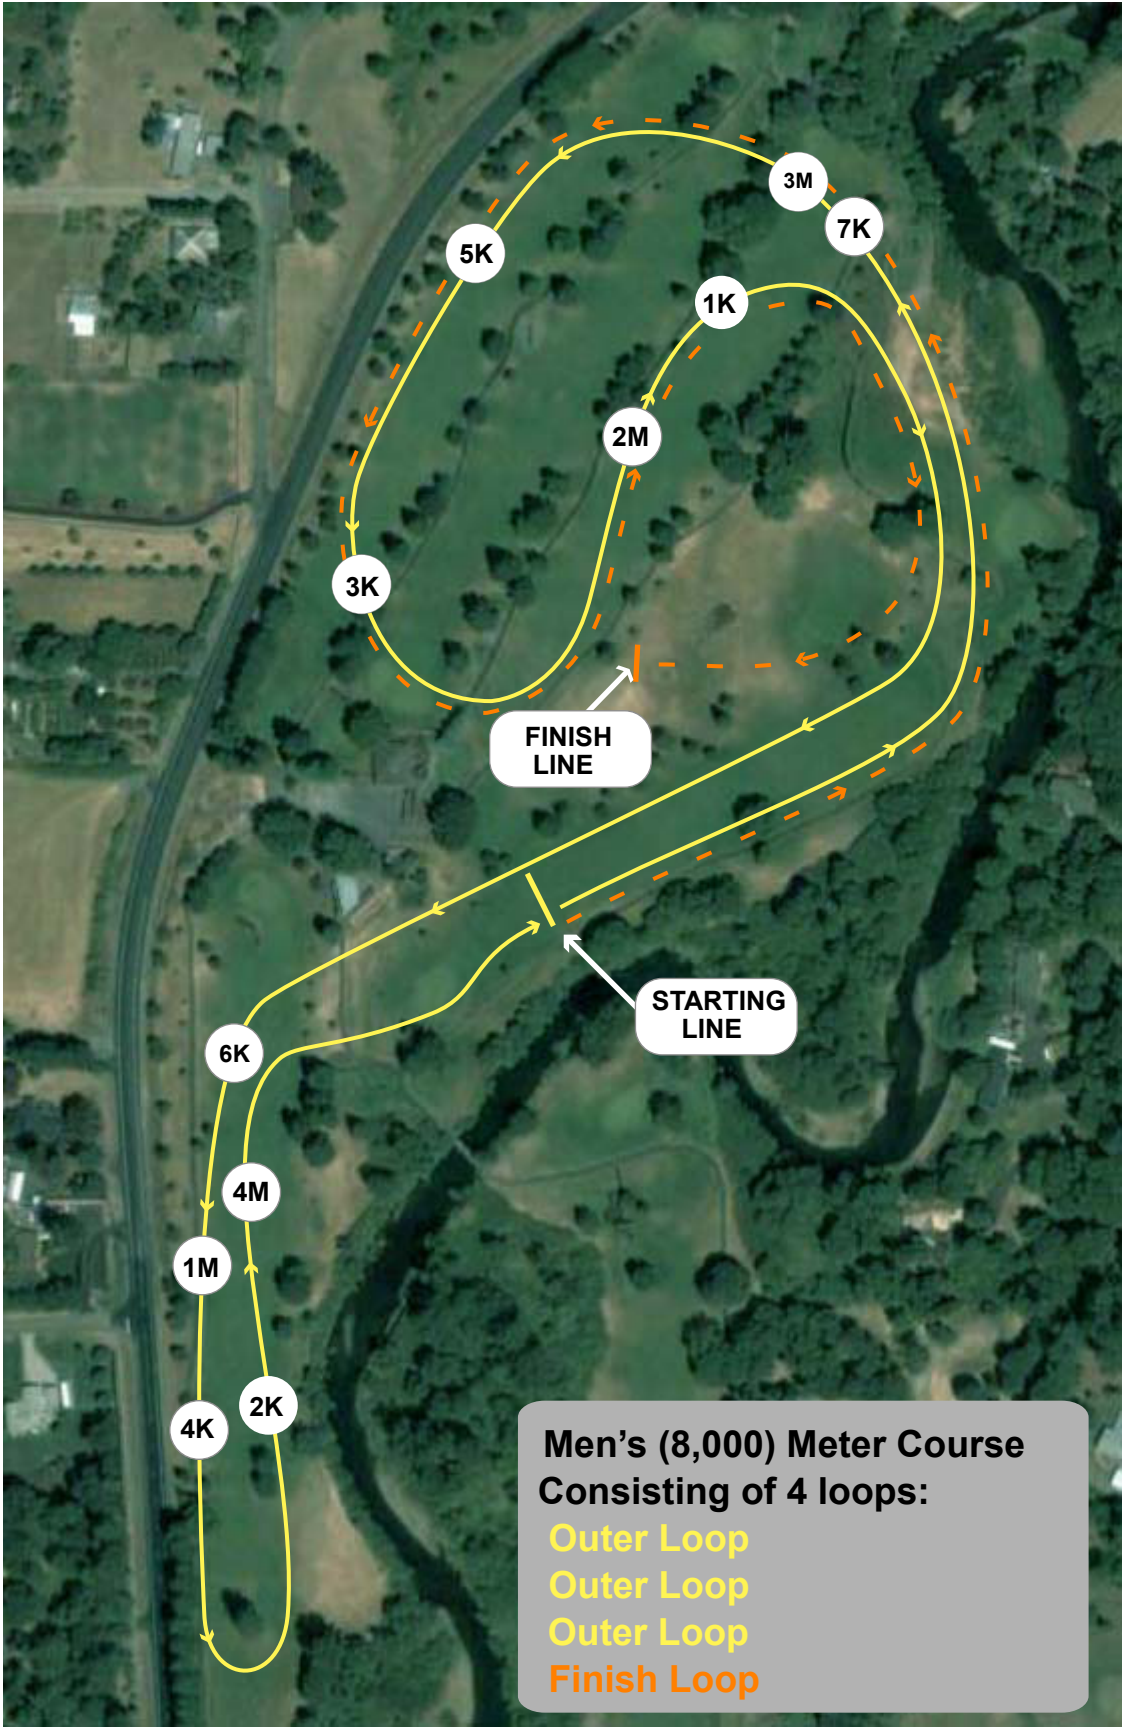 3M
7K
5K
1K
2M
3K
FINISH
LINE
STARTING
LINE
6K
4M
1M
2K
4K
Men's (8,000) Meter Course
Consisting of 4 loops:
Outer Loop
Outer Loop
Outer Loop
Finish Loop